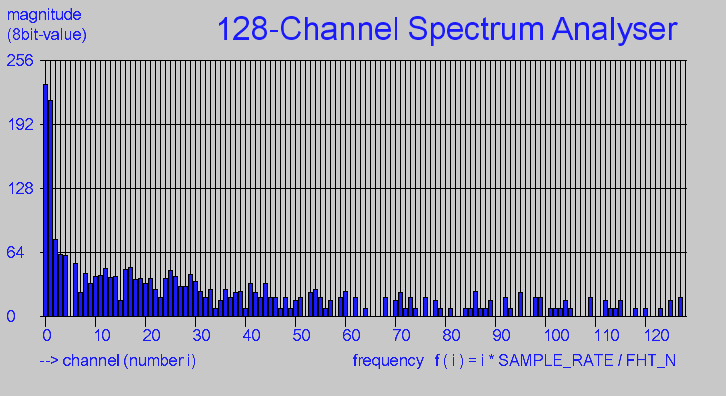 magnitude
(8bit-value)
128-Channel Spectrum Analyser
256
192
128
64
0
0 10 20 30 40 50 60 70 80 90 100 110 120
--> channel (number i) frequency f ( i ) = i * SAMPLE_RATE / FHT_N